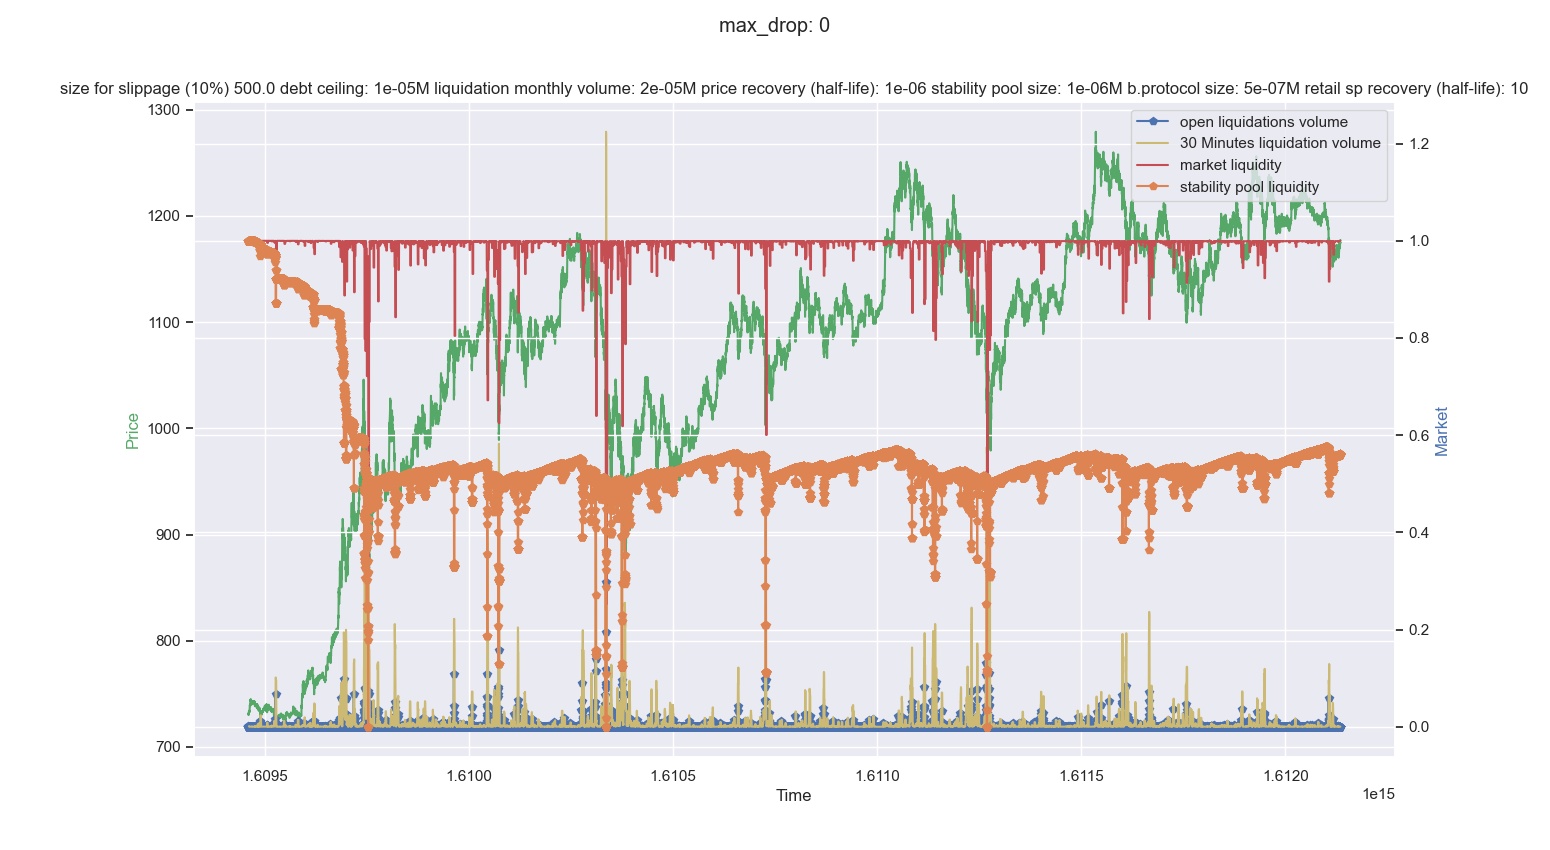 max_drop: 0
size for slippage (10%) 500.0 debt ceiling: 1e-05M liquidation monthly volume: 2e-05M price recovery (half-life): 1e-06 stability pool size: 1e-06M b.protocol size: 5e-07M retail sp recovery (half-life): 10
open liquidations volume
30 Minutes liquidation volume
market liquidity
stability pool liquidity
1300
1200
1100
1000
900
800
700
Price
1.2
1.0
0.8
0.6
0.4
0.2
0.0
Market
1.6095 1.6100 1.6105 1.6110 1.6115 1.6120
1e15
Time